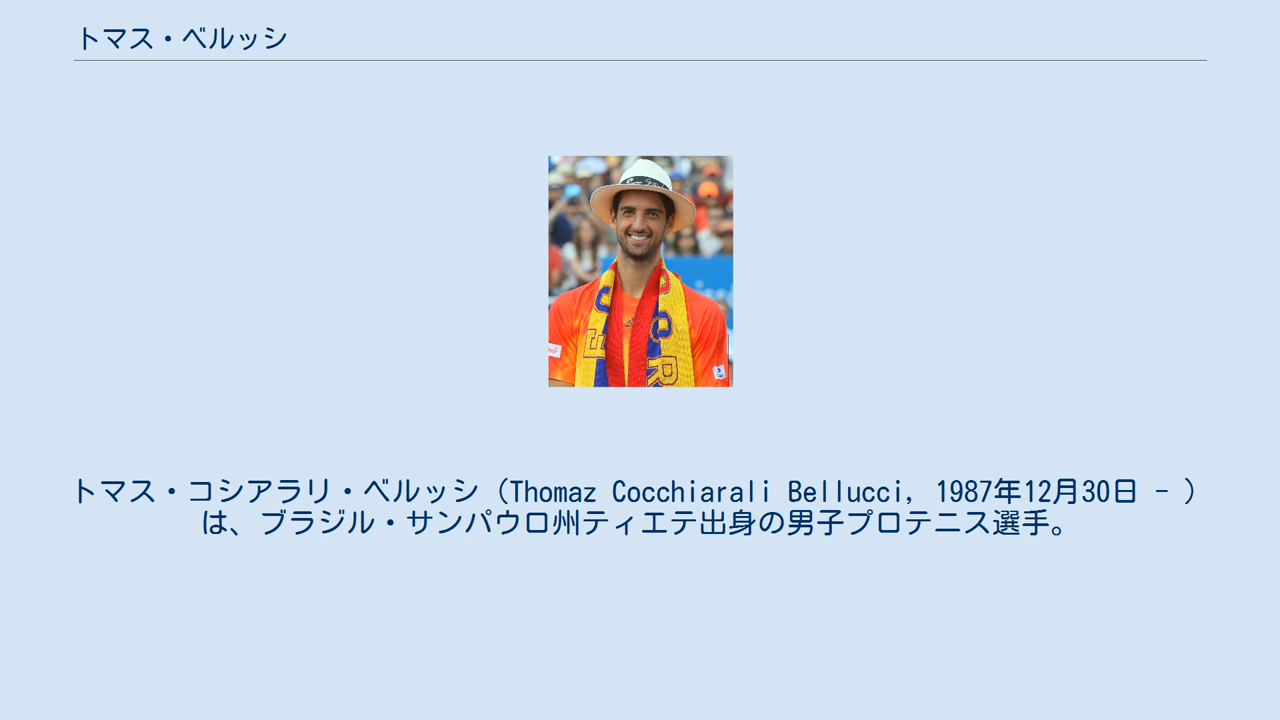 トマス・ベルッシ
トマス・コシアラリ・ベルッシ（Thomaz Cocchiarali Bellucci, 1987年12月30日 - ）
は、ブラジル・サンパウロ州ティエテ出身の男子プロテニス選手。